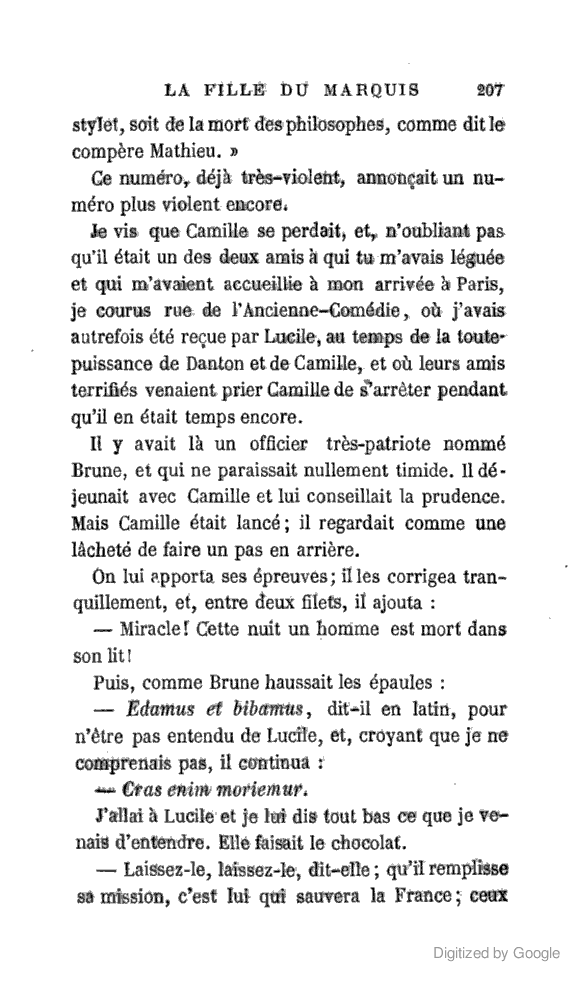 LA FILLE DU MARQUIS 207
stylet, soit de la mort des philosophes, comme dit le
compère Mathieu. »
Ce numéro, déjà très-violent, annonçait un nu-
méro plus violent encore.
Je vis que Camille se perdait, et, n'oubliant pas
qu'il était un des deux amis à qui tu m'avais léguée
et qui m'avaient accueillie à mon arrivée à Paris,
je courus rue de l'Ancienne-Comédie, où j'avais
autrefois été reçue par Lucile, au temps de la toute-
puissance de Danton et de Camille, et où leurs amis
terrifiés venaient prier Camille de s'arrêter pendant
qu'il en était temps encore.
Il y avait là un officier très-patriote nommé
Brune, et qui ne paraissait nullement timide. Il dé-
jeunait avec Camille et lui conseillait la prudence.
Mais Camille était lancé ; il regardait comme une
lâcheté de faire un pas en arrière.
On lui apporta ses épreuves ; il les corrigea tran-
quillement, et, entre deux filets, il ajouta :
— Miracle ! Cette nuit un homme est mort dans
son lit !
Puis, comme Brune haussait les épaules :
— Edamus et bibamus, dit-il en latin, pour
n'être pas entendu de Lucile, et, croyant que je ne
comprenais pas, il continua :
— Cras enim moriemur.
J'allai à Lucile et je lui dis tout bas ce que je ve-
nais d'entendre. Elle faisait le chocolat.
— Laissez-le, laissez-le, dit-elle ; qu'il remplisse
sa mission, c'est lui qui sauvera la France ; ceux
Digitized by Google